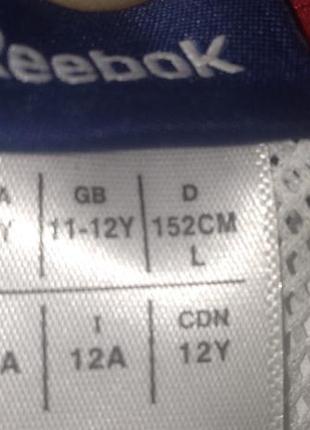 Reebok
A GB D
Y 11-12Y 152CM
L
I CDN
A 12A 12Y